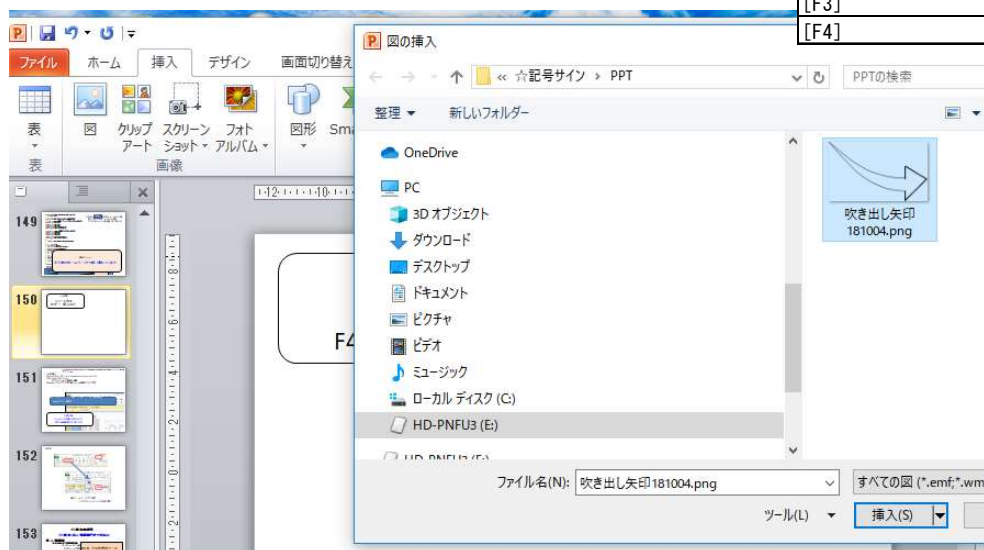 [F3]
[F4]
図の挿入
ファイル ホーム 挿入 デザイン 画面切り替え
« ☆記号サイン › PPT
PPTの検索
整理 新しいフォルダー
表 図 クリップアート スクリーンショット フォトアルバム 図形
表 画像
OneDrive
PC
3D オブジェクト
ダウンロード
デスクトップ
ドキュメント
ピクチャ
ビデオ
ミュージック
ローカル ディスク (C:)
HD-PNFU3 (E:)
吹き出し矢印
181004.png
149
150
151
152
153
F4
ファイル名(N): 吹き出し矢印181004.png
すべての図 (*.emf;*.wm
ツール(L) 挿入(S)